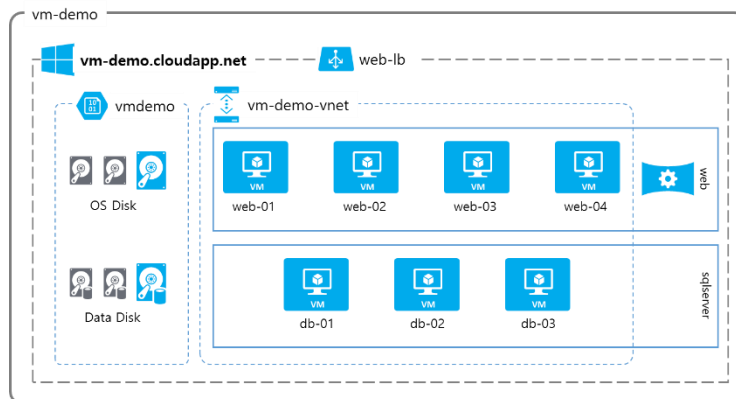 vm-demo
vm-demo.cloudapp.net
web-lb
10
01
vmdemo
vm-demo-vnet
VM
VM
VM
VM
web-01
web-02
web-03
web-04
web
OS Disk
VM
VM
VM
db-01
db-02
db-03
sqlserver
Data Disk